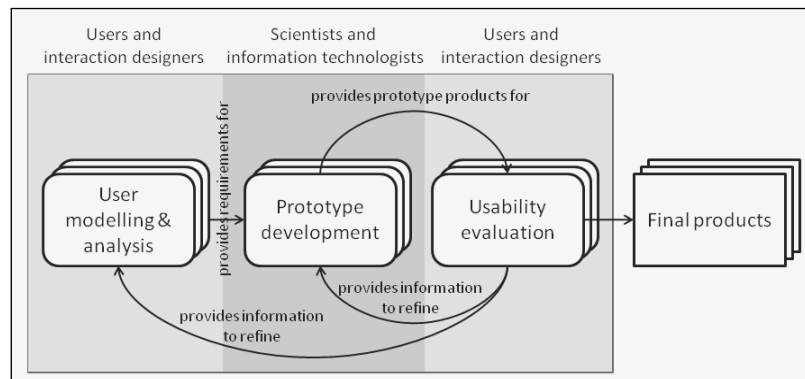 Users and
interaction designers
Scientists and
information technologists
Users and
interaction designers
provides prototype products for
provides requirements for
User
modelling &
analysis
Prototype
development
Usability
evaluation
Final products
provides information
to refine
provides information
to refine